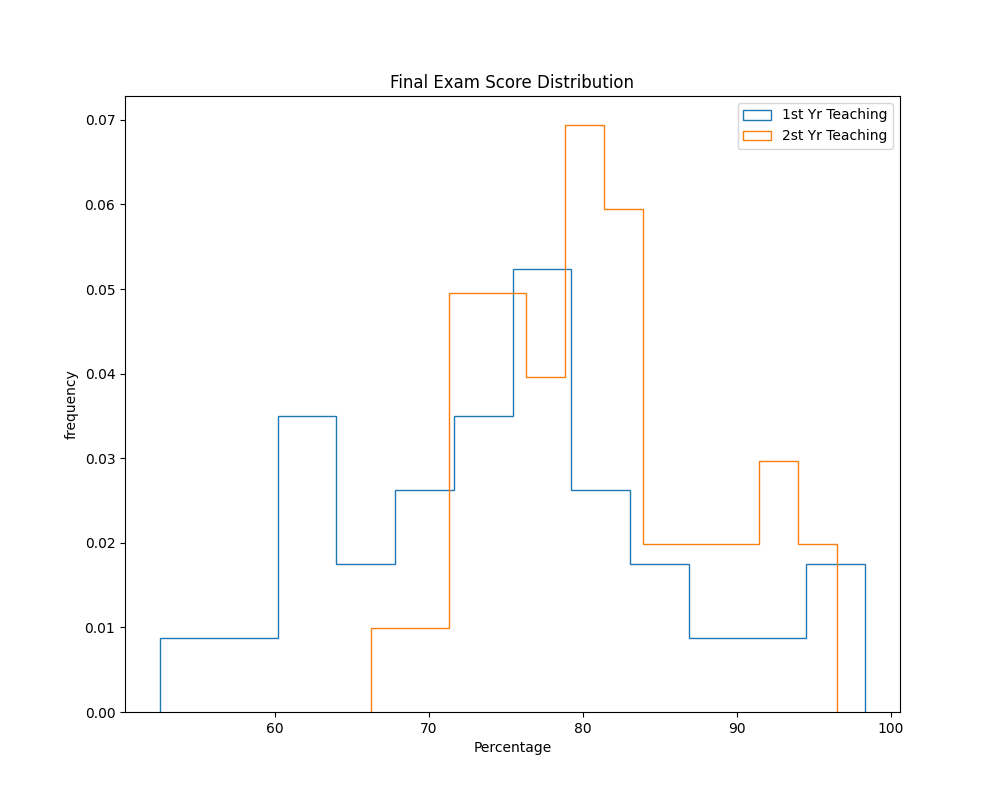 Final Exam Score Distribution
1st Yr Teaching
2st Yr Teaching
0.07
0.06
0.05
0.04
0.03
0.02
0.01
0.00
frequency
60 70 80 90 100
Percentage